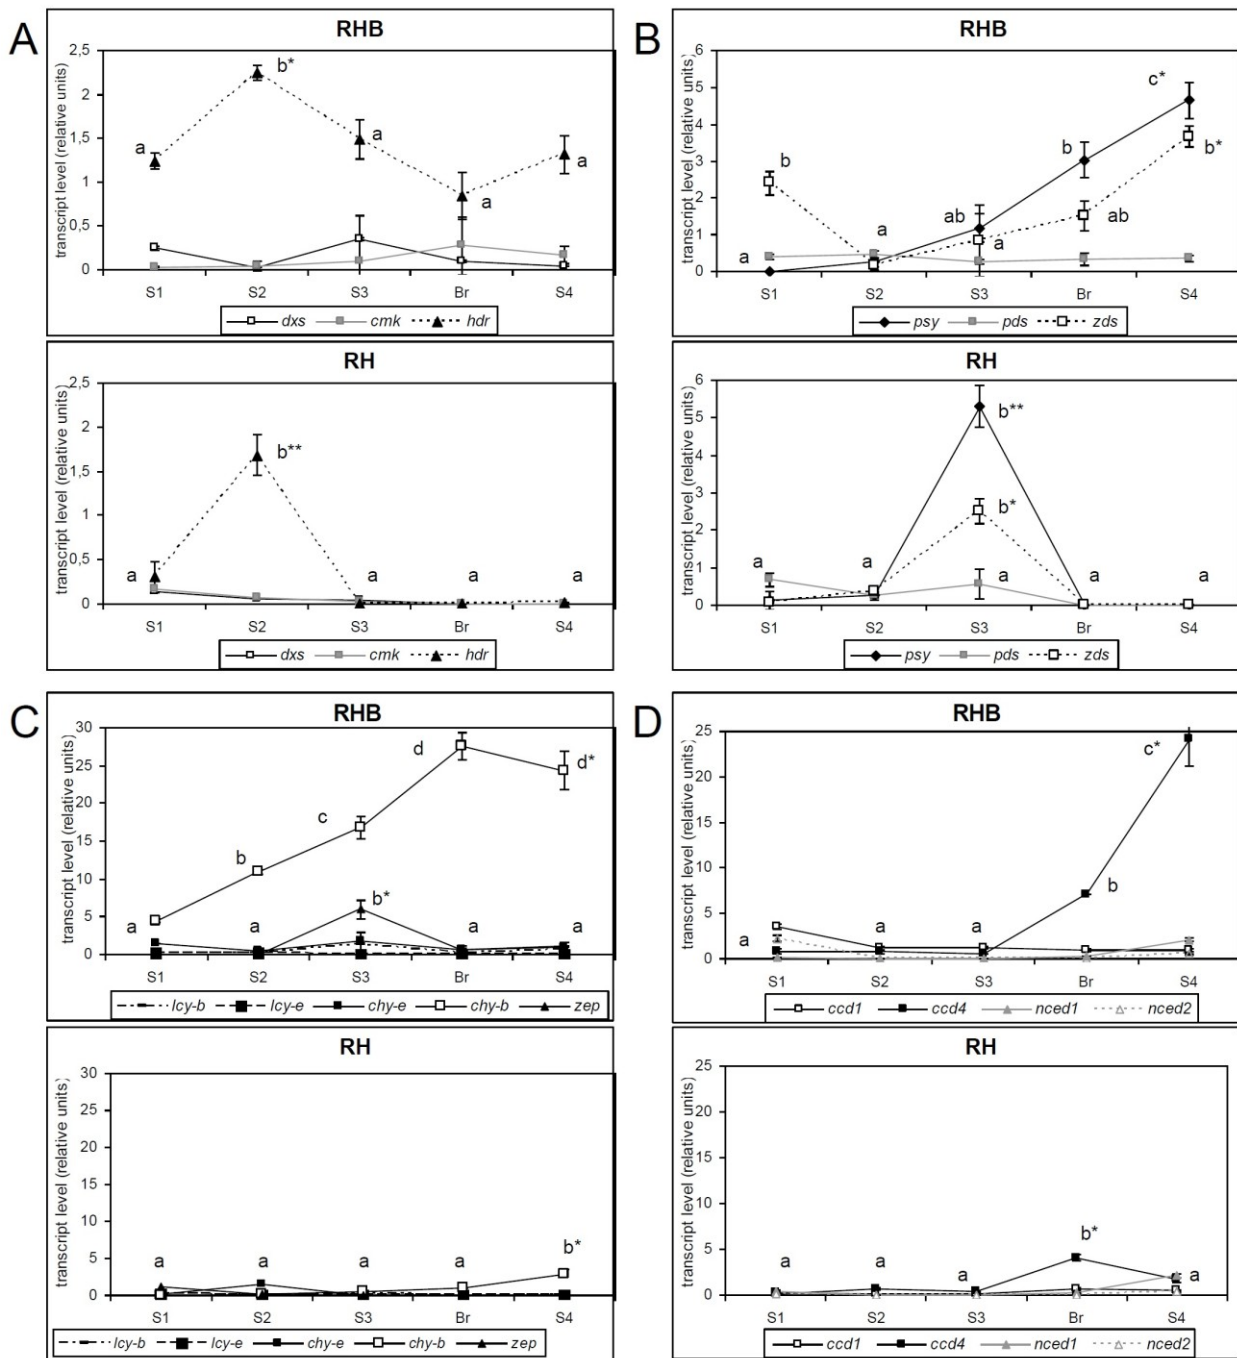 A
RHB
transcript level (relative units)
2,5
2
1,5
1
0,5
0
a
b*
a
a
a
S1 S2 S3 Br S4
dxs cmk hdr
RH
transcript level (relative units)
2,5
2
1,5
1
0,5
0
a
b**
a
a
a
S1 S2 S3 Br S4
dxs cmk hdr
B
RHB
transcript level (relative units)
6
5
4
3
2
1
0
b
a
a
ab
a
b
ab
c*
b*
S1 S2 S3 Br S4
psy pds zds
RH
transcript level (relative units)
6
5
4
3
2
1
0
a
a
b**
b*
a
a
a
S1 S2 S3 Br S4
psy pds zds
C
RHB
transcript level (relative units)
30
25
20
15
10
5
0
a
b
a
c
b*
d
a
d*
a
S1 S2 S3 Br S4
lcy-b lcy-e chy-e chy-b zep
RH
transcript level (relative units)
30
25
20
15
10
5
0
a
a
a
a
b*
S1 S2 S3 Br S4
lcy-b lcy-e chy-e chy-b zep
D
RHB
transcript level (relative units)
25
20
15
10
5
0
a
a
a
b
c*
S1 S2 S3 Br S4
ccd1 ccd4 nced1 nced2
RH
transcript level (relative units)
25
20
15
10
5
0
a
a
a
b*
a
S1 S2 S3 Br S4
ccd1 ccd4 nced1 nced2